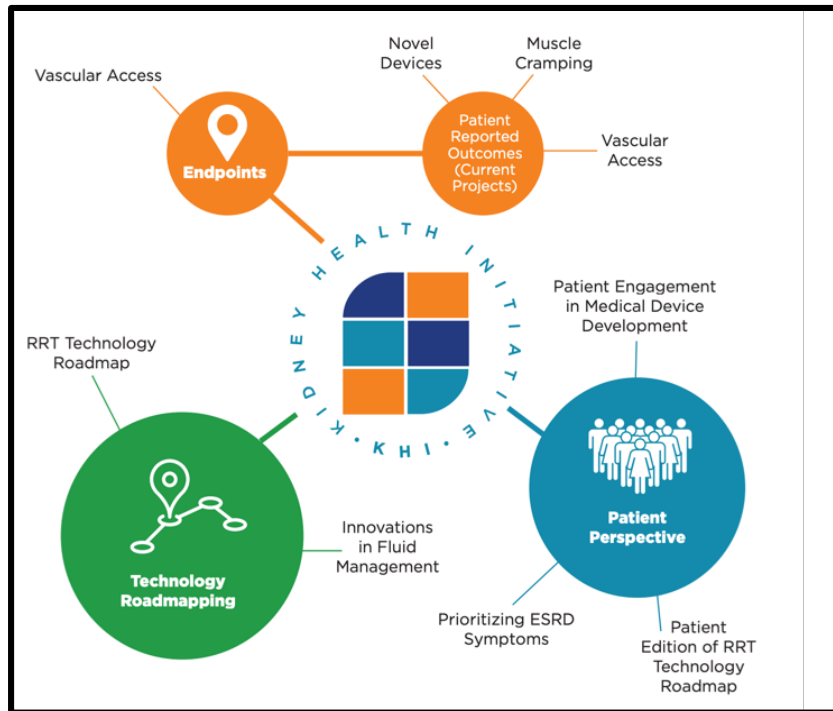 Vascular Access
Endpoints
Novel
Devices
Muscle
Cramping
Patient
Reported
Outcomes
(Current
Projects)
Vascular
Access
KIDNEY HEALTH INITIATIVE
• KHI •
Patient Engagement
in Medical Device
Development
RRT Technology
Roadmap
Technology
Roadmapping
Innovations
in Fluid
Management
Patient
Perspective
Prioritizing ESRD
Symptoms
Patient
Edition of RRT
Technology
Roadmap